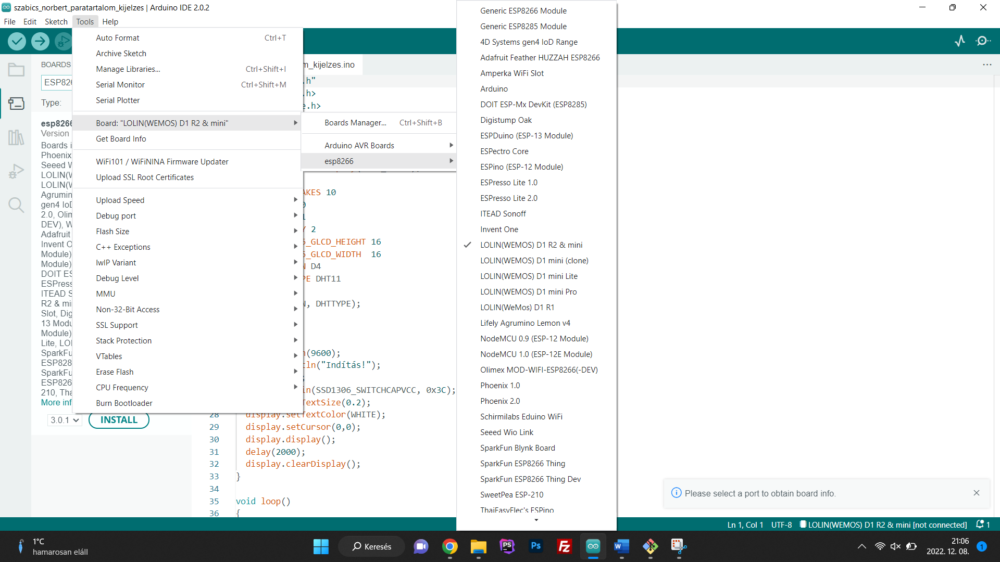 szabics_norbert_paratartalom_kijelzes | Arduino IDE 2.0.2
File Edit Sketch Tools Help
BOARDS
Type:
esp8266
Version
Boards i
Phoenix
Seeed W
LOLIN(W
LOLIN(W
Agrumin
gen4 IoD
2.0, Olim
DEV), W
Adafruit
Invent O
Module)
Module)
DOIT ES
ESPress
ITEAD S
R2 & mi
Slot, Dig
13 Modu
Module)
Lite, LO
SparkFu
ESP828
SparkFu
ESP826
210, Tha
More inf
3.0.1 INSTALL
Auto Format Ctrl+T
Archive Sketch
Manage Libraries... Ctrl+Shift+I
Serial Monitor Ctrl+Shift+M
Serial Plotter
Board: "LOLIN(WEMOS) D1 R2 & mini"
Get Board Info
WiFi101 / WiFiNINA Firmware Updater
Upload SSL Root Certificates
Upload Speed
Debug port
Flash Size
C++ Exceptions
lwIP Variant
Debug Level
MMU
Non-32-Bit Access
SSL Support
Stack Protection
VTables
Erase Flash
CPU Frequency
Burn Bootloader
Boards Manager... Ctrl+Shift+B
Arduino AVR Boards
esp8266
Generic ESP8266 Module
Generic ESP8285 Module
4D Systems gen4 IoD Range
Adafruit Feather HUZZAH ESP8266
Amperka WiFi Slot
Arduino
DOIT ESP-Mx DevKit (ESP8285)
Digistump Oak
ESPDuino (ESP-13 Module)
ESPectro Core
ESPino (ESP-12 Module)
ESPresso Lite 1.0
ESPresso Lite 2.0
ITEAD Sonoff
Invent One
LOLIN(WEMOS) D1 R2 & mini
LOLIN(WEMOS) D1 mini (clone)
LOLIN(WEMOS) D1 mini Lite
LOLIN(WEMOS) D1 mini Pro
LOLIN(WeMos) D1 R1
Lifely Agrumino Lemon v4
NodeMCU 0.9 (ESP-12 Module)
NodeMCU 1.0 (ESP-12E Module)
Olimex MOD-WIFI-ESP8266(-DEV)
Phoenix 1.0
Phoenix 2.0
Schirmilabs Eduino WiFi
Seeed Wio Link
SparkFun Blynk Board
SparkFun ESP8266 Thing
SparkFun ESP8266 Thing Dev
SweetPea ESP-210
ThaiEasyElec's ESPino
m_kijelzes.ino
.h"
.h>
e.h>
AKES 10
2
_GLCD_HEIGHT 16
_GLCD_WIDTH 16
D4
PE DHT11
, DHTTYPE);
(9600);
tln("Indítás!");
in(SSD1306_SWITCHCAPVCC, 0x3C);
TextSize(0.2);
28 display.setTextColor(WHITE);
29 display.setCursor(0,0);
30 display.display();
31 delay(2000);
32 display.clearDisplay();
33 }
34
35 void loop()
36 {
Please select a port to obtain board info.
Ln 1, Col 1 UTF-8 LOLIN(WEMOS) D1 R2 & mini [not connected] 1
1°C
hamarosan eláll
Keresés
PS
Ps
Fz
W
21:06
2022. 12. 08.
1